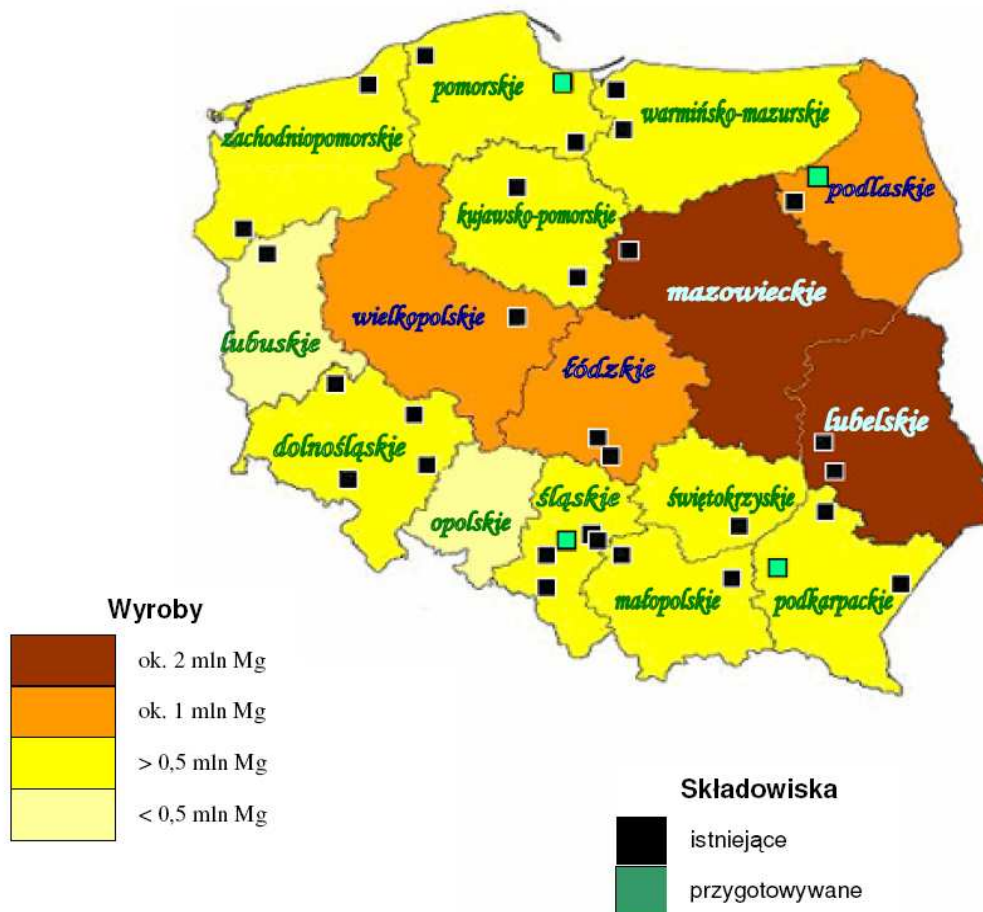 pomorskie
warmińsko-mazurskie
zachodniopomorskie
podlaskie
kujawsko-pomorskie
mazowieckie
wielkopolskie
lubuskie
łódzkie
lubelskie
dolnośląskie
śląskie
świętokrzyskie
opolskie
małopolskie
podkarpackie
Wyroby
ok. 2 mln Mg
ok. 1 mln Mg
> 0,5 mln Mg
< 0,5 mln Mg
Składowiska
istniejące
przygotowywane